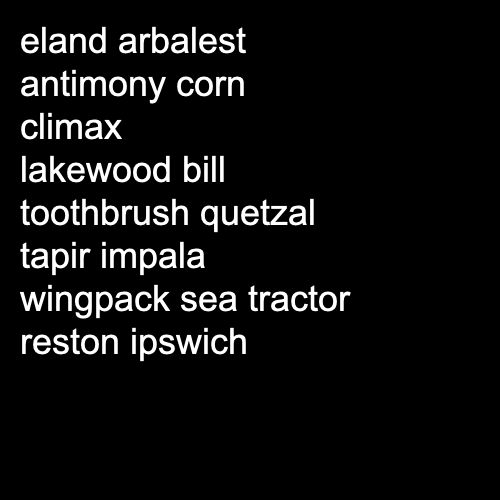 eland arbalest
antimony corn
climax
lakewood bill
toothbrush quetzal
tapir impala
wingpack sea tractor
reston ipswich